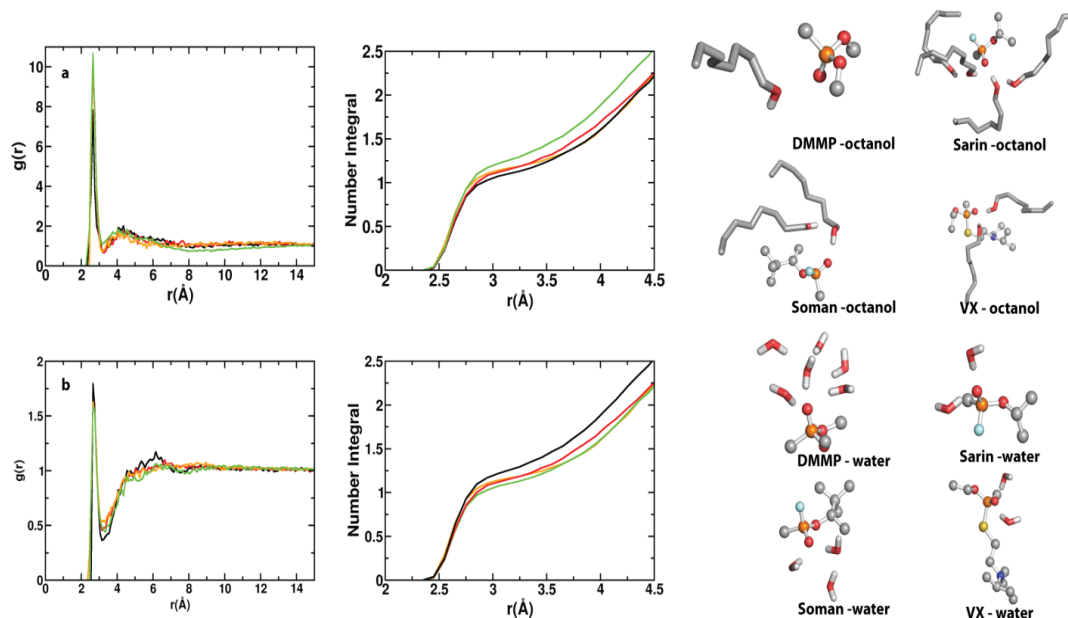 a
g(r)
10
8
6
4
2
0
0 2 4 6 8 10 12 14
r(Å)
Number Integral
2.5
2
1.5
1
0.5
0
2 2.5 3 3.5 4 4.5
r(Å)
DMMP -octanol
Sarin -octanol
Soman -octanol
VX - octanol
b
g(r)
2
1.5
1
0.5
0
0 2 4 6 8 10 12 14
r(Å)
Number Integral
2.5
2
1.5
1
0.5
0
2 2.5 3 3.5 4 4.5
r(Å)
DMMP - water
Sarin -water
Soman -water
VX - water